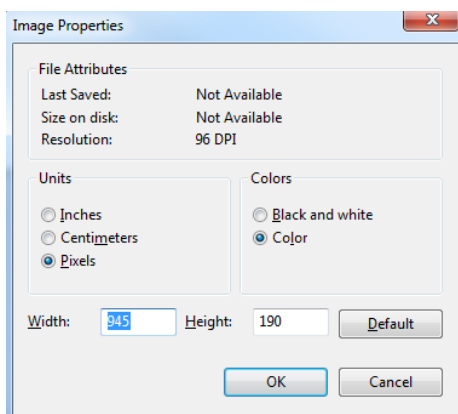 Image Properties
File Attributes
Last Saved: Not Available
Size on disk: Not Available
Resolution: 96 DPI
Units
Colors
Inches
Black and white
Centimeters
Color
Pixels
Width: 945 Height: 190 Default
OK Cancel